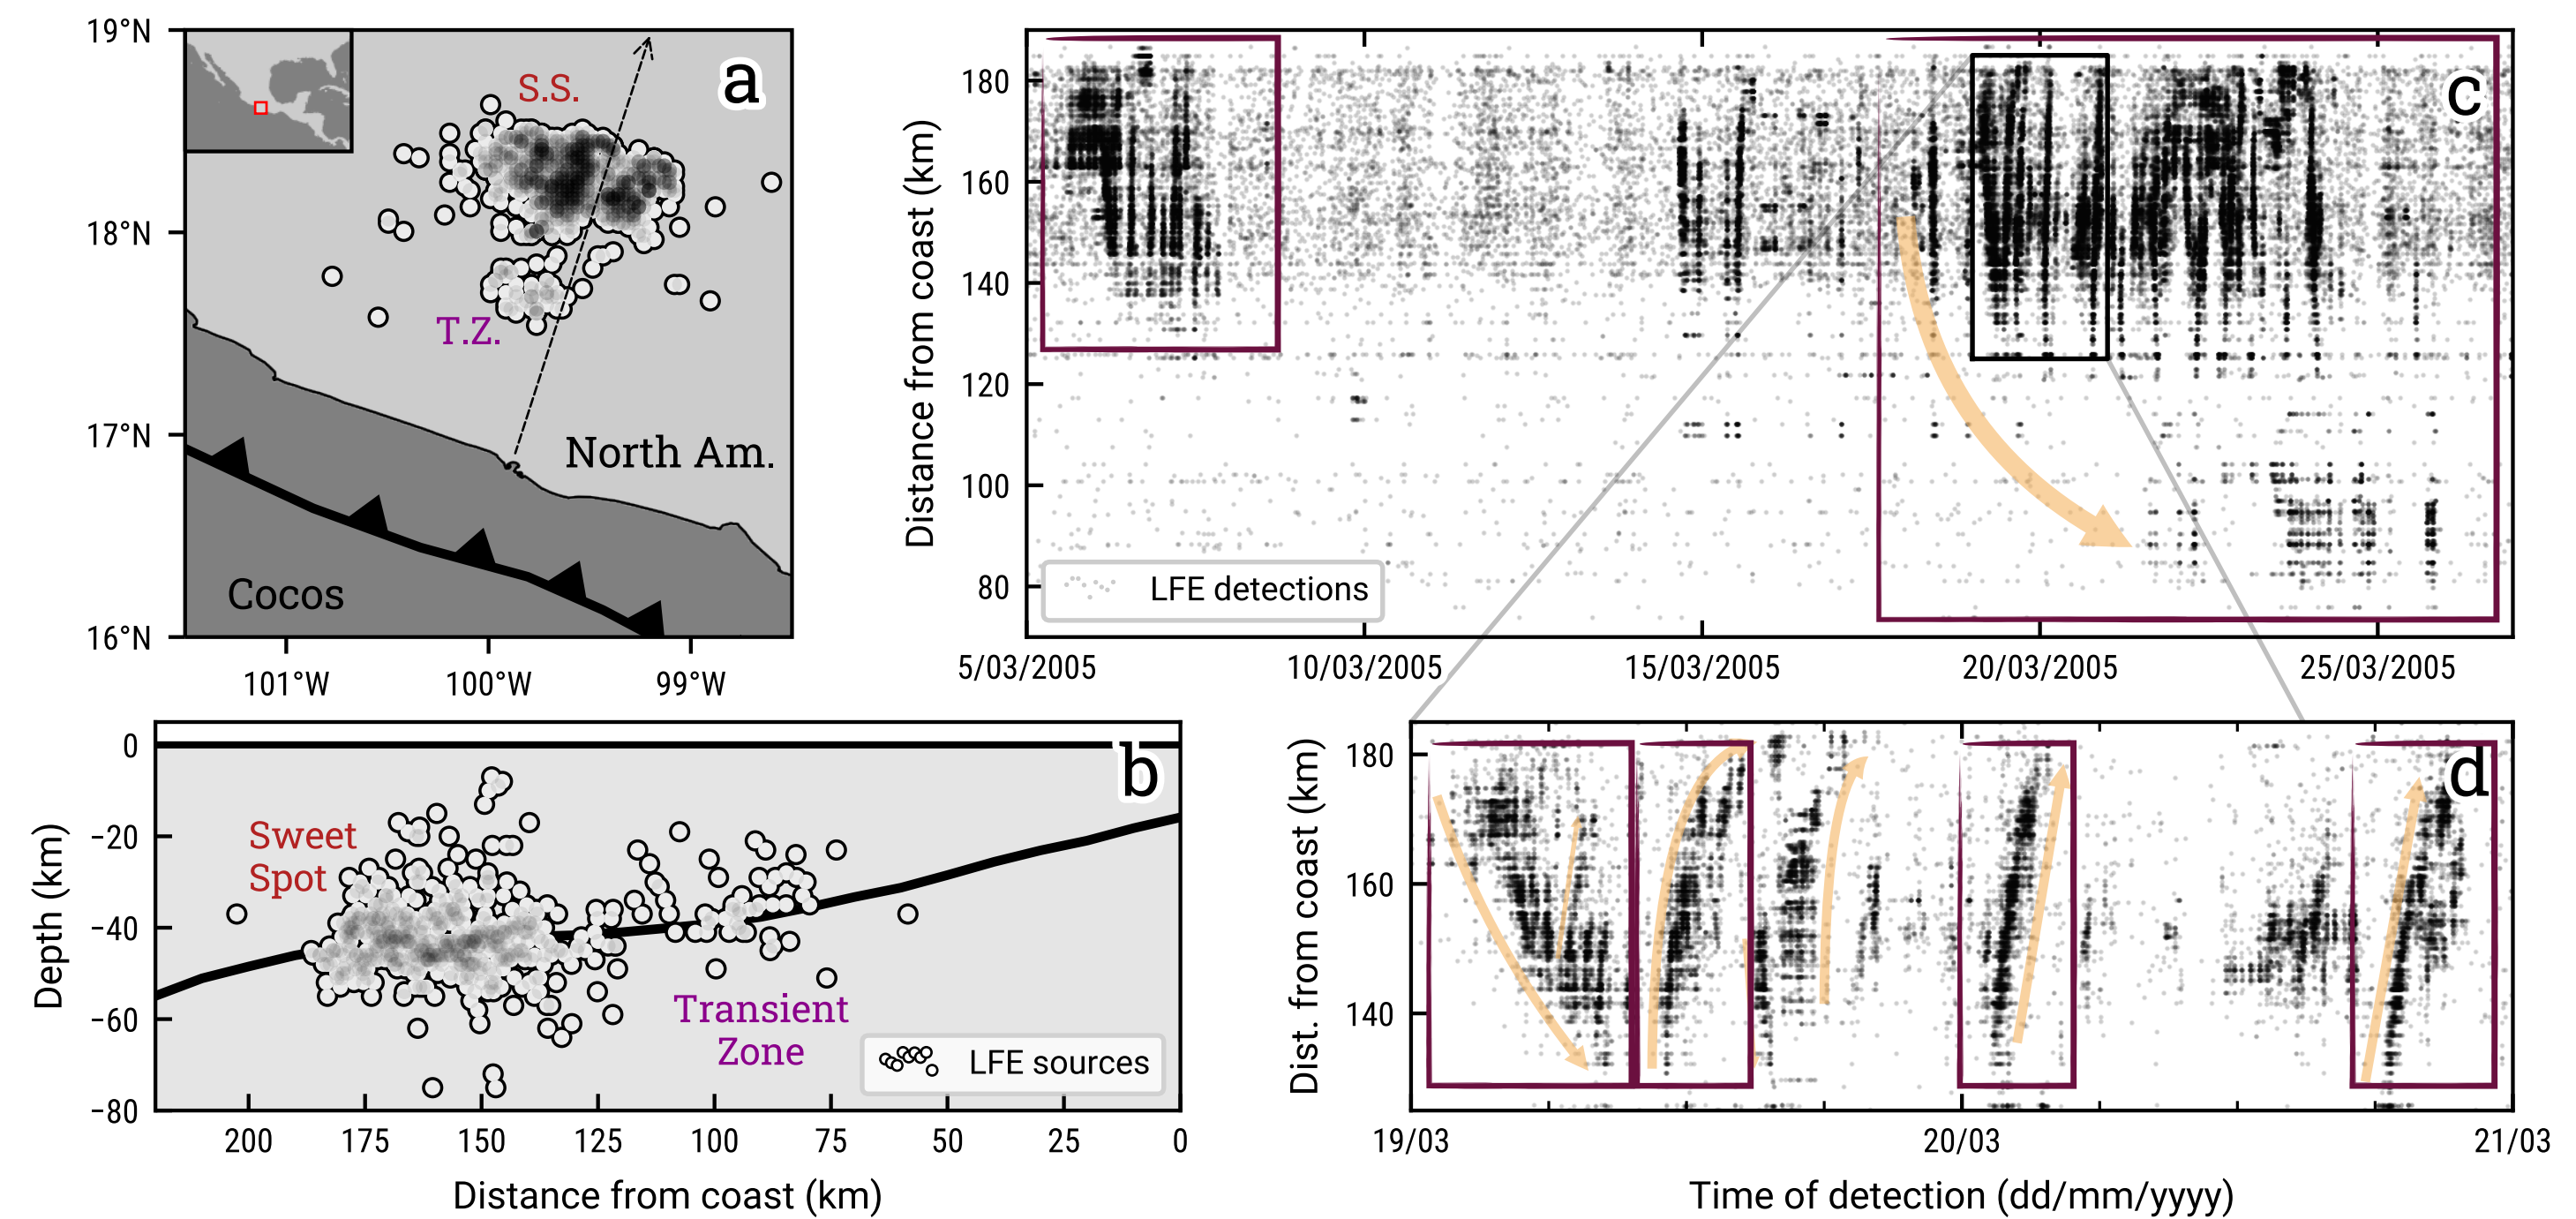 19°N
18°N
17°N
16°N
101°W
100°W
99°W
a
S.S.
T.Z.
North Am.
Cocos
0
−20
−40
−60
−80
Depth (km)
b
Sweet
Spot
Transient
Zone
LFE sources
200
175
150
125
100
75
50
25
0
Distance from coast (km)
180
160
140
120
100
80
Distance from coast (km)
c
LFE detections
5/03/2005
10/03/2005
15/03/2005
20/03/2005
25/03/2005
180
160
140
Dist. from coast (km)
d
19/03
20/03
21/03
Time of detection (dd/mm/yyyy)